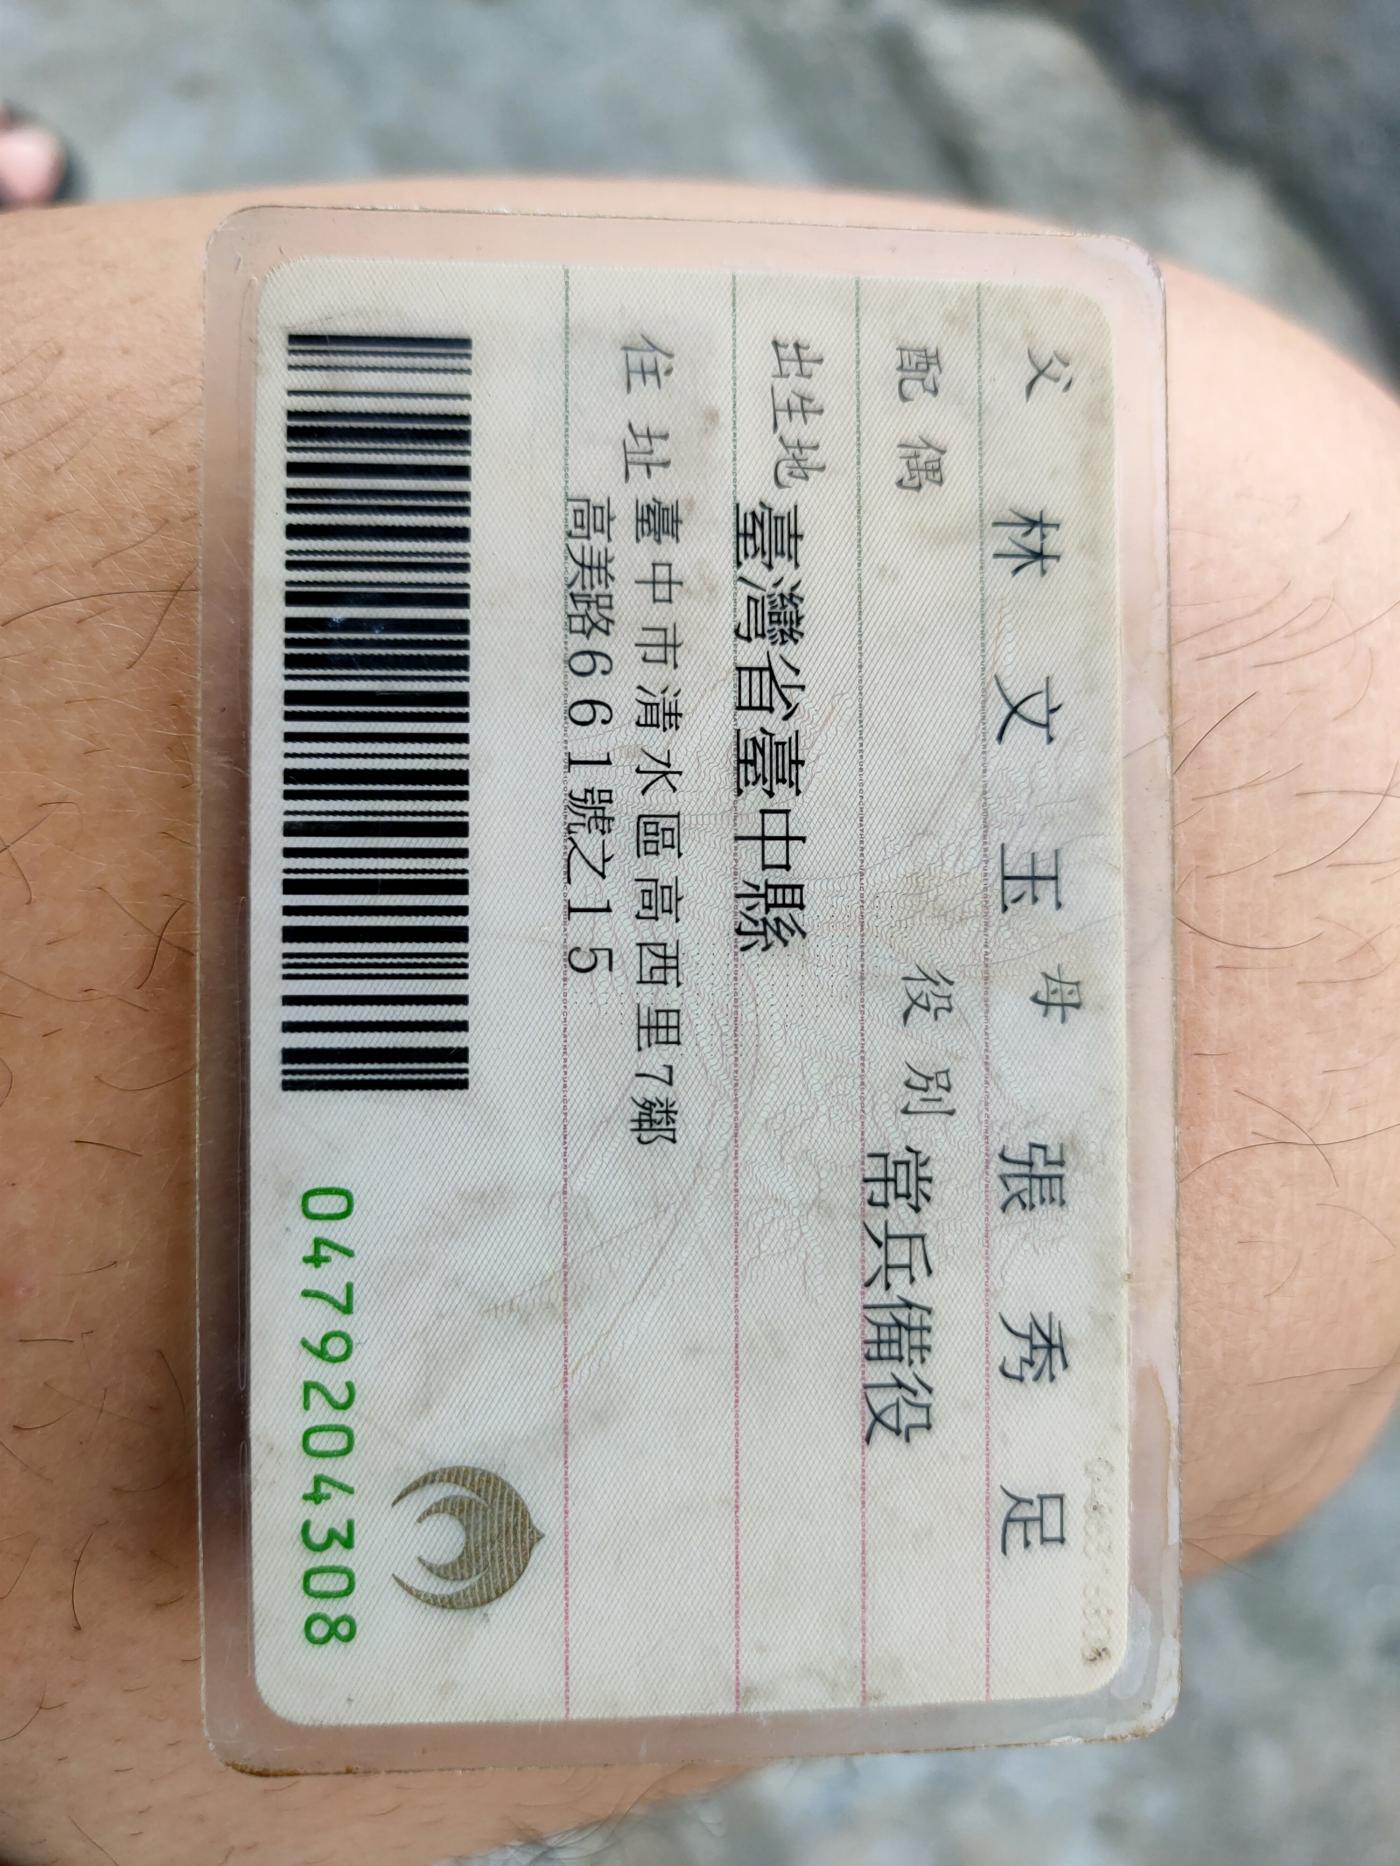 父 林文玉 母 張秀足
配偶 役別 常兵備役
出生地 臺灣省臺中縣
住址 臺中市清水區高西里7鄰
高美路661號之15
0479204308